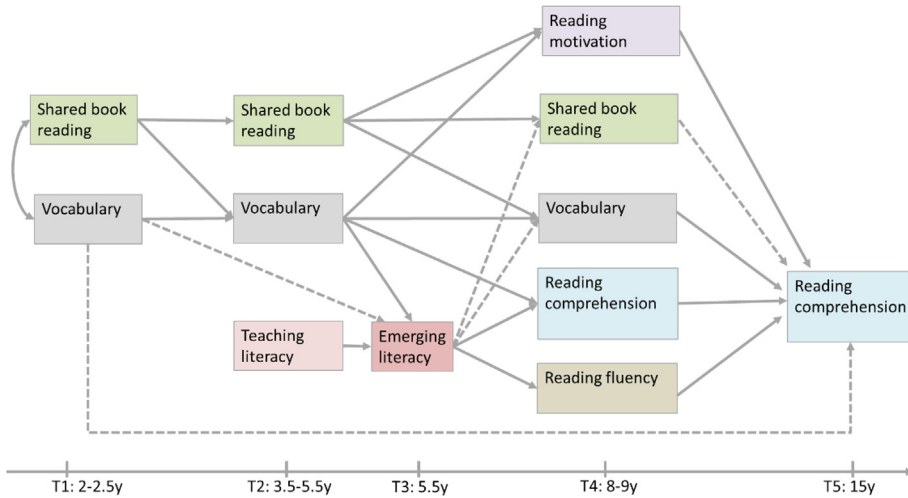 Reading
motivation
Shared book
reading
Shared book
reading
Shared book
reading
Vocabulary
Vocabulary
Vocabulary
Reading
comprehension
Reading
comprehension
Teaching
literacy
Emerging
literacy
Reading fluency
T1: 2-2.5y
T2: 3.5-5.5y
T3: 5.5y
T4: 8-9y
T5: 15y